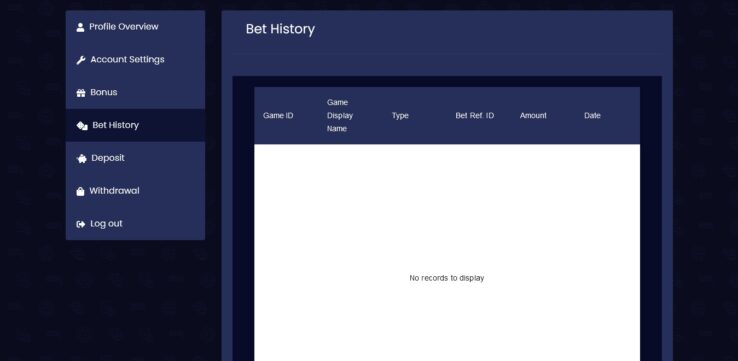 Profile Overview
Account Settings
Bonus
Bet History
Deposit
Withdrawal
Log out
Bet History
Game ID
Game
Display
Name
Type
Bet Ref. ID
Amount
Date
No records to display